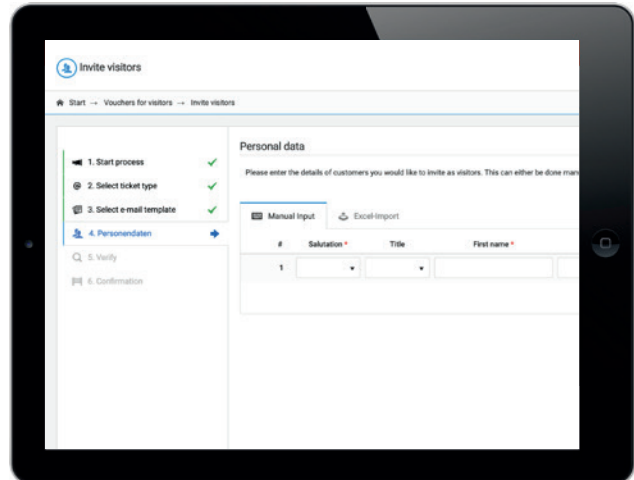 Invite visitors
Start → Vouchers for visitors → Invite visitors
1. Start process
2. Select ticket type
3. Select e-mail template
4. Personendaten
5. Verify
6. Confirmation
Personal data
Please enter the details of customers you would like to invite as visitors. This can either be done man
Manual Input
Excel-Import
# Salutation * Title First name *
1